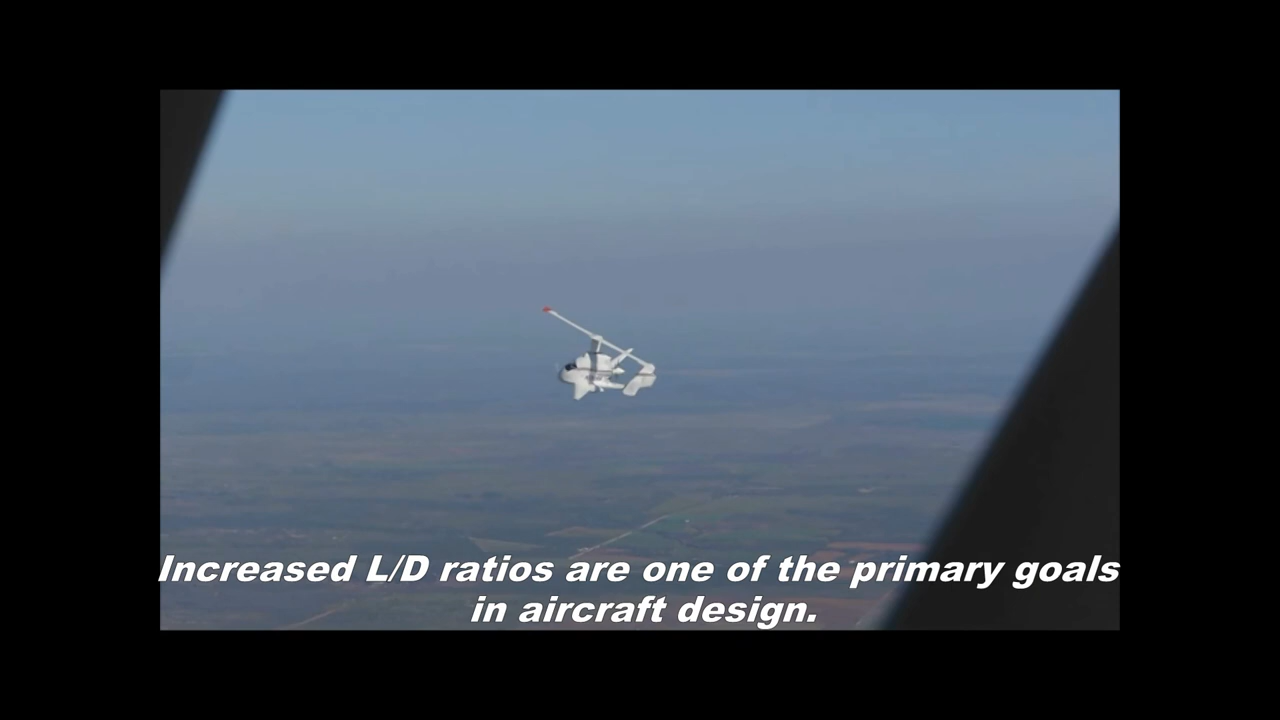 Increased L/D ratios are one of the primary goals
in aircraft design.